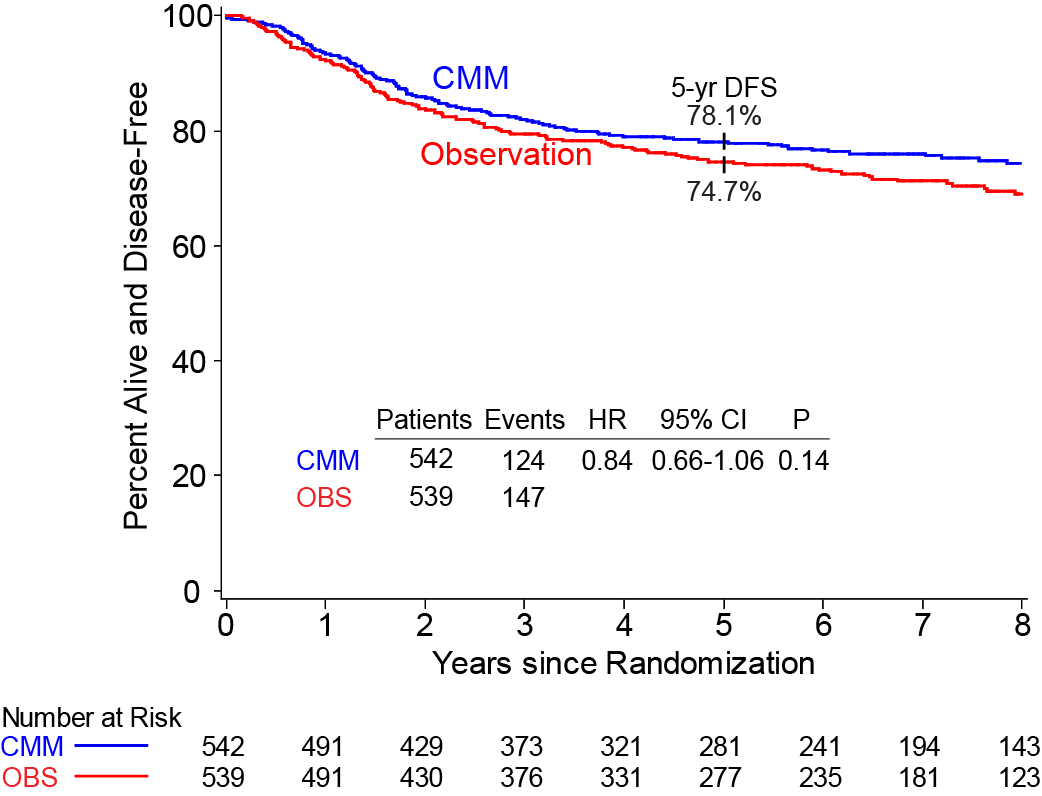 100
80
60
40
20
0
Percent Alive and Disease-Free
CMM
Observation
5-yr DFS
78.1%
74.7%
Patients Events HR 95% CI P
CMM 542 124 0.84 0.66-1.06 0.14
OBS 539 147
0 1 2 3 4 5 6 7 8
Years since Randomization
Number at Risk
CMM 542 491 429 373 321 281 241 194 143
OBS 539 491 430 376 331 277 235 181 123